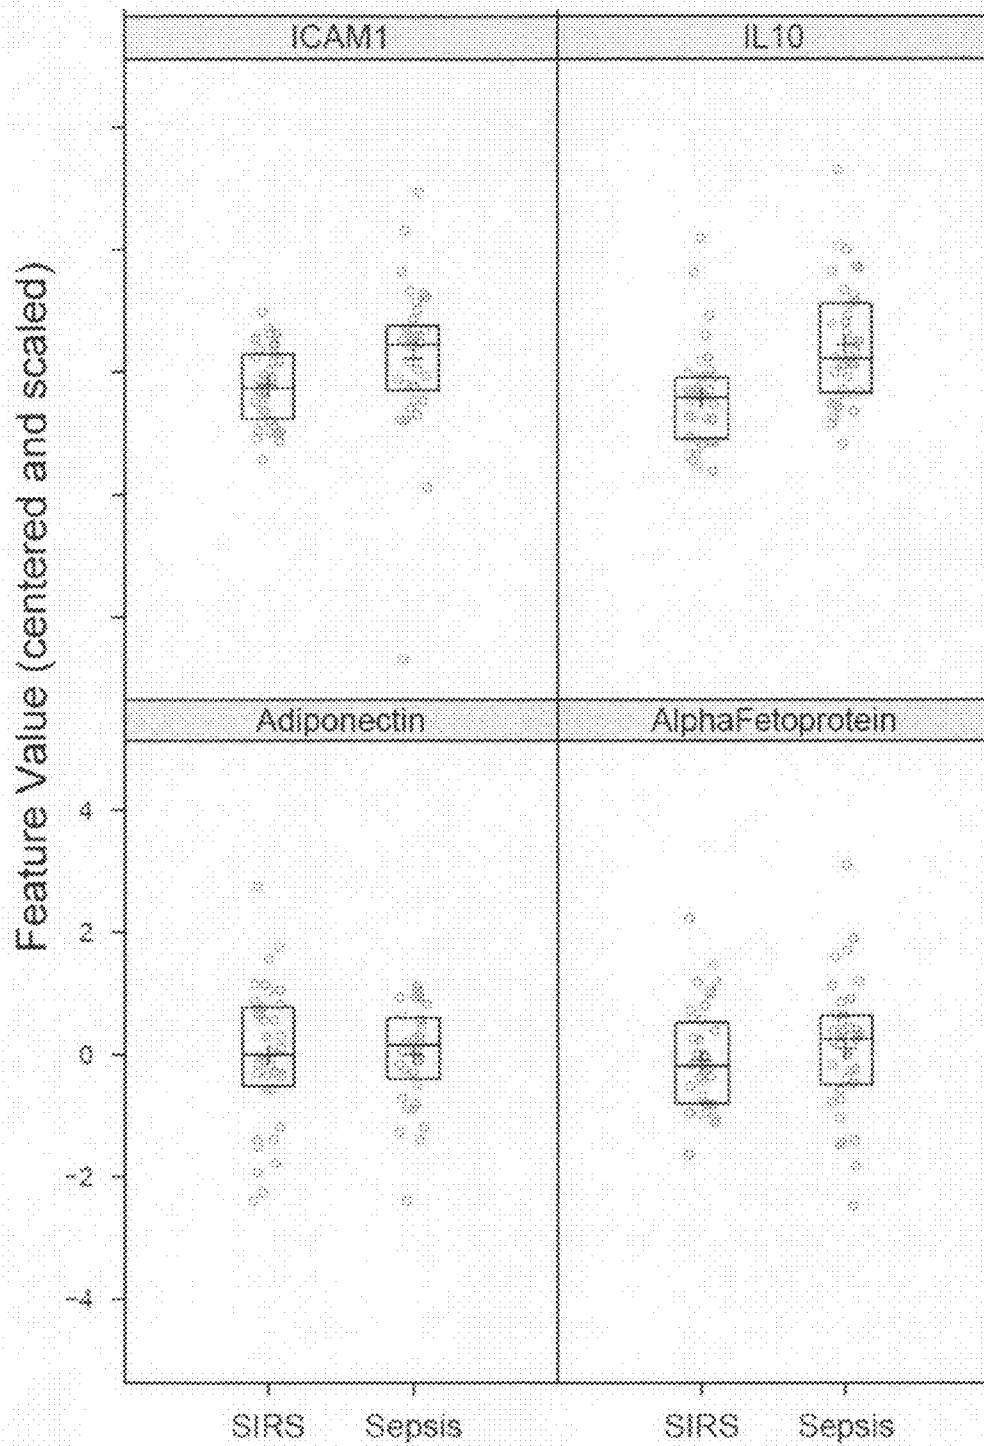 ICAM1 IL10
Feature Value (centered and scaled)
Adiponectin AlphaFetoprotein
4
2
0
-2
-4
SIRS Sepsis SIRS Sepsis